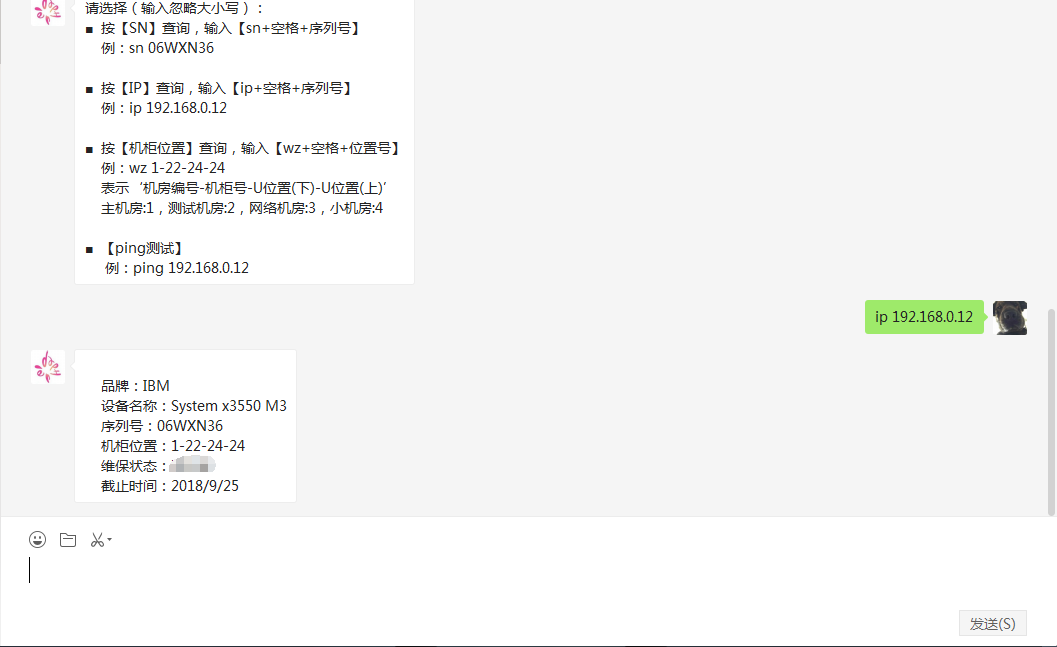 请选择（输入忽略大小写）：
■ 按【SN】查询，输入【sn+空格+序列号】
例：sn 06WXN36
■ 按【IP】查询，输入【ip+空格+序列号】
例：ip 192.168.0.12
■ 按【机柜位置】查询，输入【wz+空格+位置号】
例：wz 1-22-24-24
表示‘机房编号-机柜号-U位置(下)-U位置(上)’
主机房:1，测试机房:2，网络机房:3，小机房:4
■ 【ping测试】
例：ping 192.168.0.12
ip 192.168.0.12
品牌：IBM
设备名称：System x3550 M3
序列号：06WXN36
机柜位置：1-22-24-24
维保状态：
截止时间：2018/9/25
发送(S)